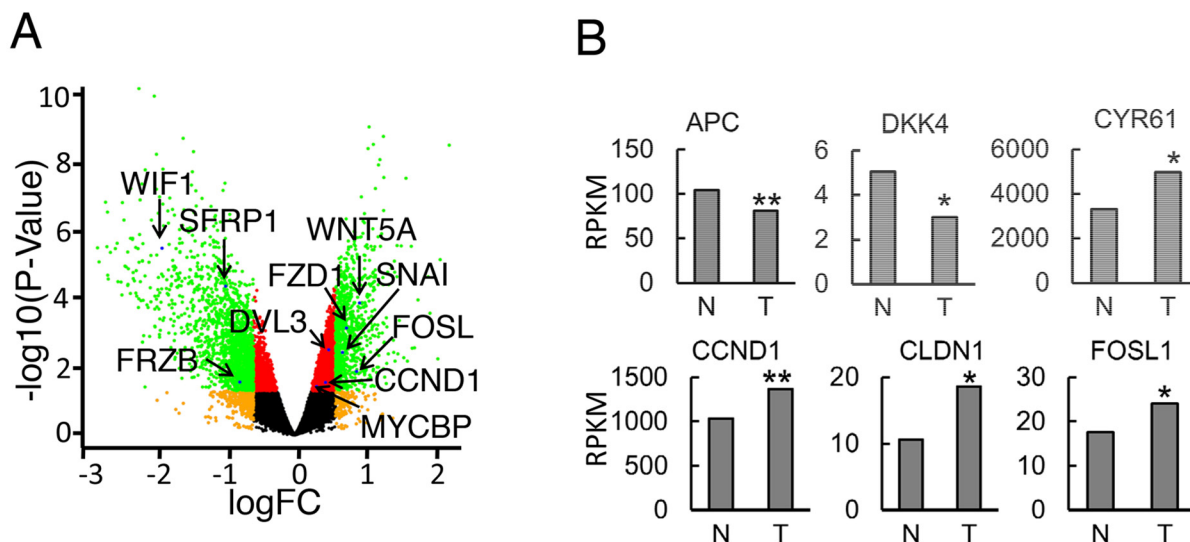 A
-log10(P-Value)
10
8
6
4
2
0
WIF1
SFRP1
WNT5A
FZD1
SNAI
DVL3
FOSL
FRZB
CCND1
MYCBP
-3 -2 -1 0 1 2
logFC
B
APC
RPKM
150
100
50
0
**
N T
DKK4
6
4
2
0
*
N T
CYR61
6000
4000
2000
0
*
N T
CCND1
RPKM
1500
1000
500
0
**
N T
CLDN1
20
10
0
*
N T
FOSL1
30
20
10
0
*
N T